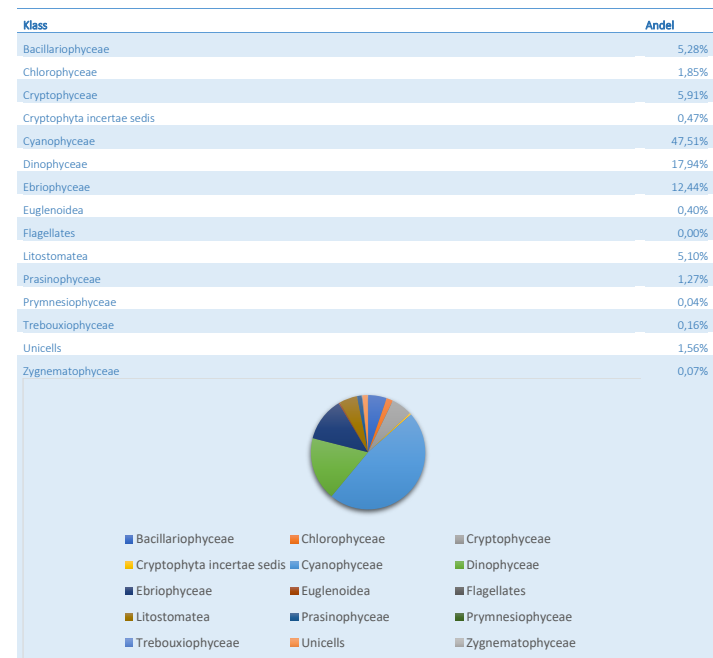 Klass Andel
Bacillariophyceae 5,28%
Chlorophyceae 1,85%
Cryptophyceae 5,91%
Cryptophyta incertae sedis 0,47%
Cyanophyceae 47,51%
Dinophyceae 17,94%
Ebriophyceae 12,44%
Euglenoidea 0,40%
Flagellates 0,00%
Litostomatea 5,10%
Prasinophyceae 1,27%
Prymnesiophyceae 0,04%
Trebouxiophyceae 0,16%
Unicells 1,56%
Zygnematophyceae 0,07%
Bacillariophyceae Chlorophyceae Cryptophyceae
Cryptophyta incertae sedis Cyanophyceae Dinophyceae
Ebriophyceae Euglenoidea Flagellates
Litostomatea Prasinophyceae Prymnesiophyceae
Trebouxiophyceae Unicells Zygnematophyceae